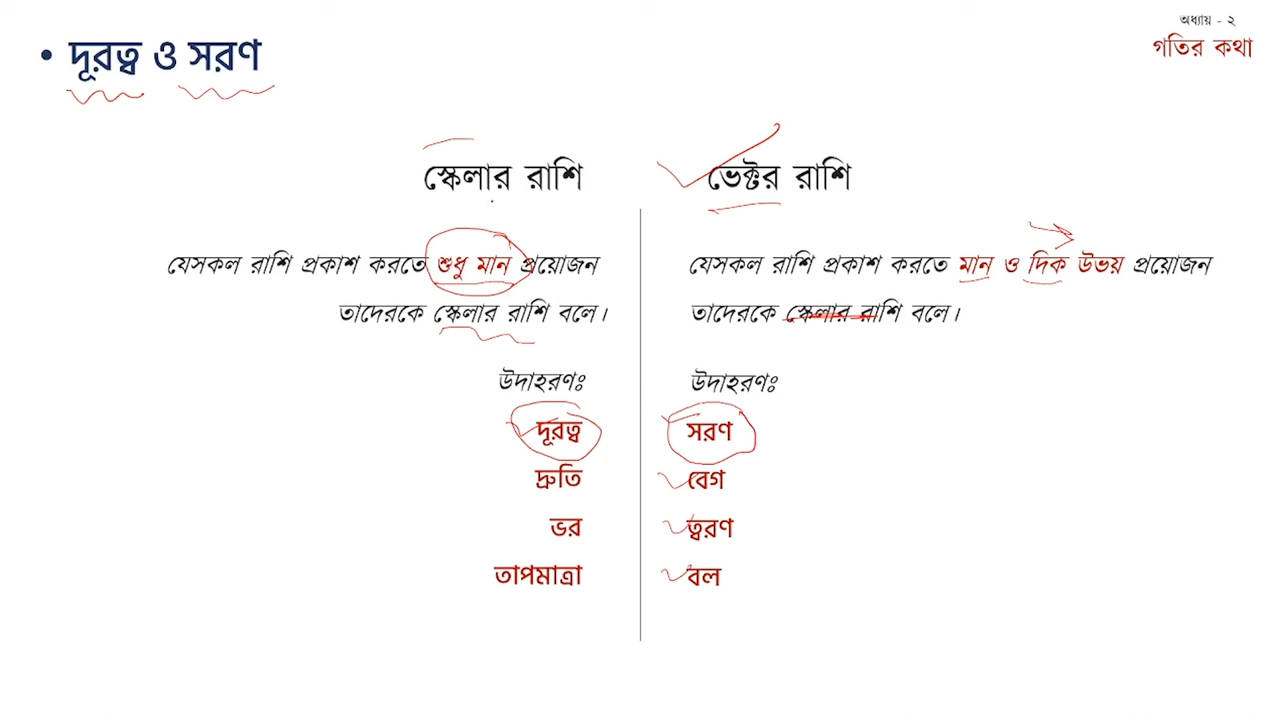 অধ্যায় - ২
গতির কথা
• দূরত্ব ও সরণ
স্কেলার রাশি
যেসকল রাশি প্রকাশ করতে শুধু মান প্রয়োজন
তাদেরকে স্কেলার রাশি বলে।
উদাহরণঃ
দূরত্ব
দ্রুতি
ভর
তাপমাত্রা
ভেক্টর রাশি
যেসকল রাশি প্রকাশ করতে মান ও দিক উভয় প্রয়োজন
তাদেরকে স্কেলার রাশি বলে।
উদাহরণঃ
সরণ
বেগ
ত্বরণ
বল